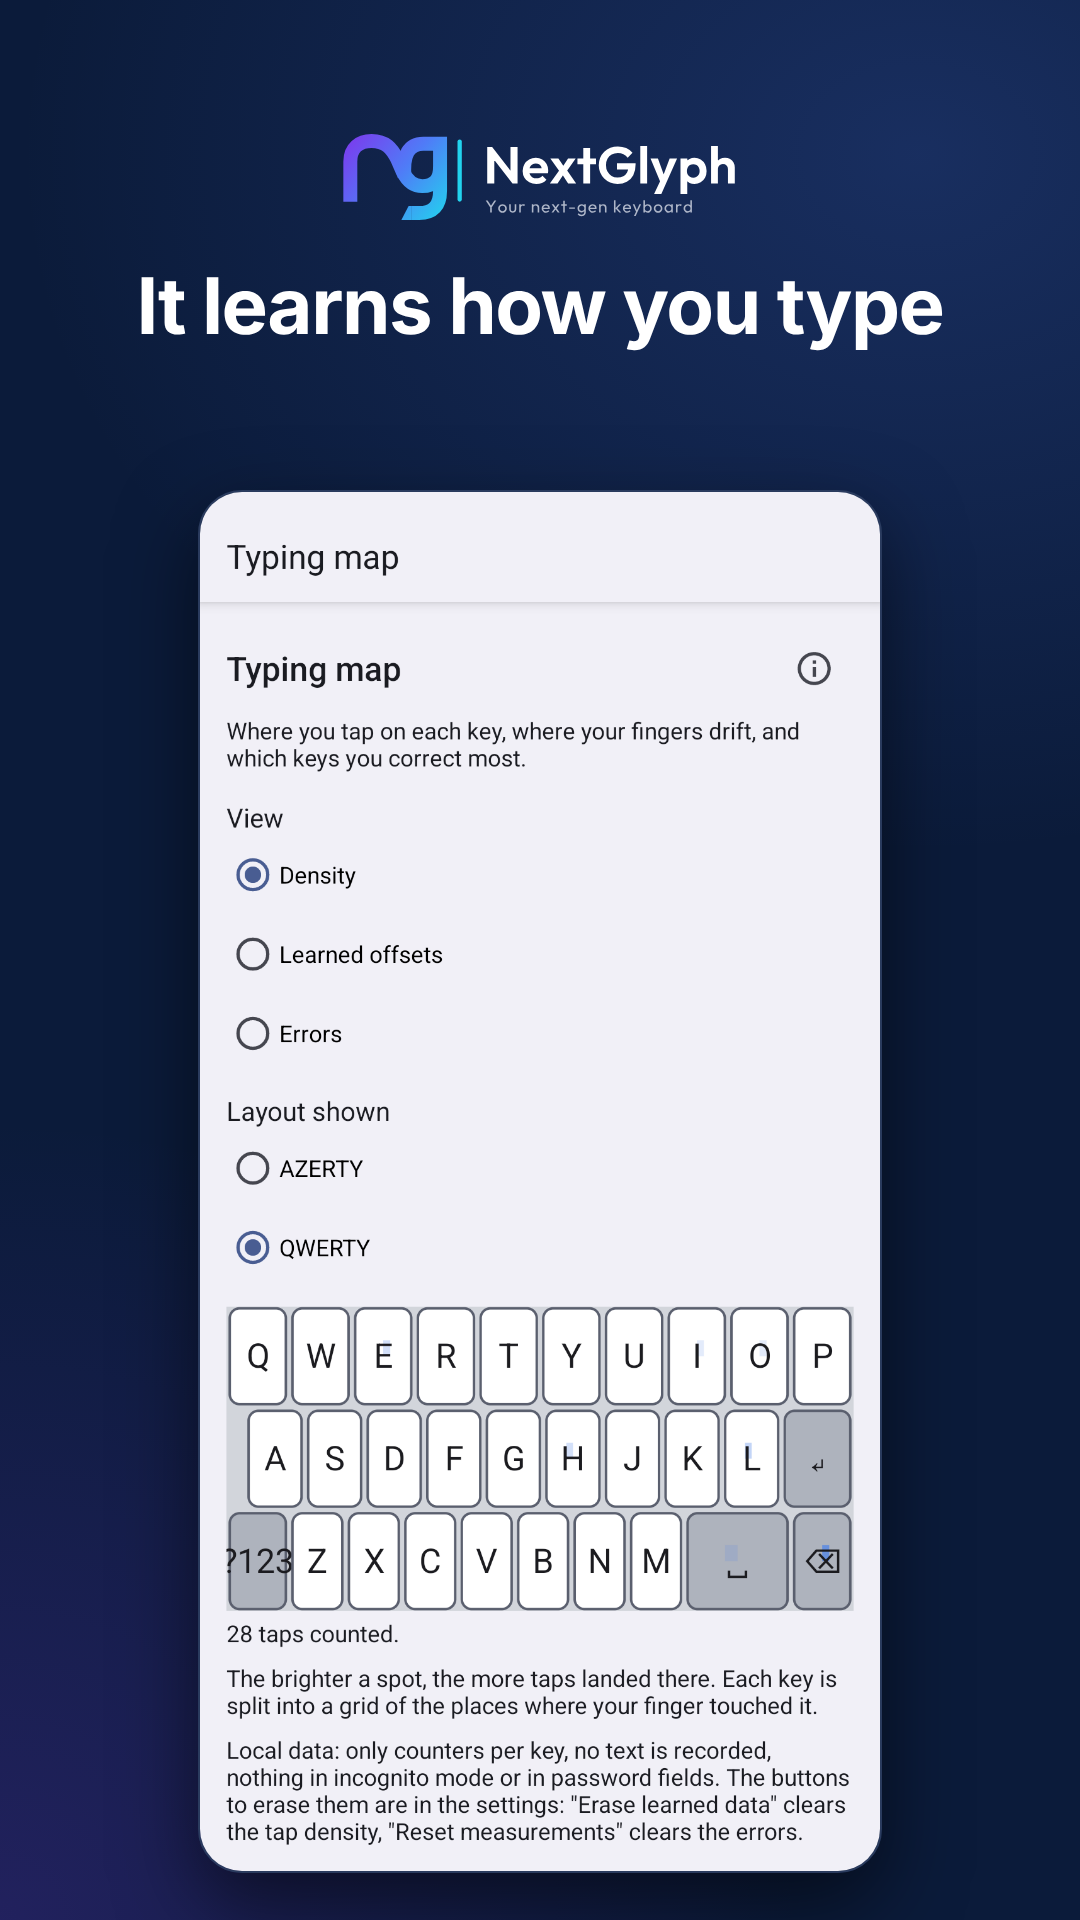 NextGlyph
Your next-gen keyboard
It learns how you type
Typing map
Typing map
Where you tap on each key, where your fingers drift, and
which keys you correct most.
View
Density
Learned offsets
Errors
Layout shown
AZERTY
QWERTY
Q W E R T Y U I O P
A S D F G H J K L
?123 Z X C V B N M
28 taps counted.
The brighter a spot, the more taps landed there. Each key is
split into a grid of the places where your finger touched it.
Local data: only counters per key, no text is recorded,
nothing in incognito mode or in password fields. The buttons
to erase them are in the settings: "Erase learned data" clears
the tap density, "Reset measurements" clears the errors.